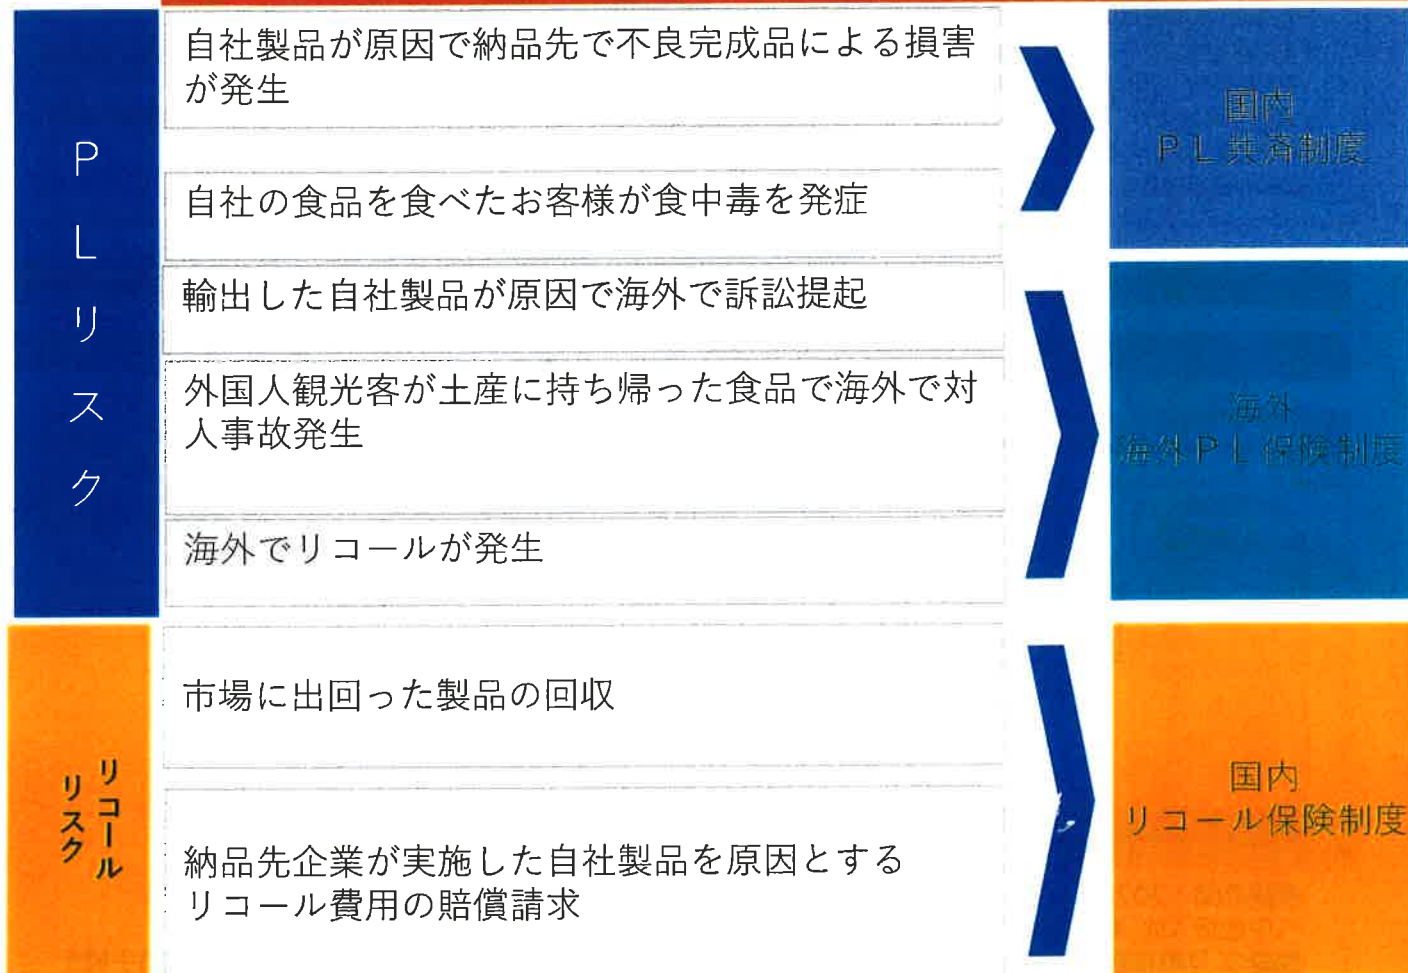 PLリスク
自社製品が原因で納品先で不良完成品による損害
が発生
自社の食品を食べたお客様が食中毒を発症
国内
PL共済制度
輸出した自社製品が原因で海外で訴訟提起
外国人観光客が土産に持ち帰った食品で海外で対
人事故発生
海外でリコールが発生
海外
海外PL保険制度
リコール
リスク
市場に出回った製品の回収
納品先企業が実施した自社製品を原因とする
リコール費用の賠償請求
国内
リコール保険制度